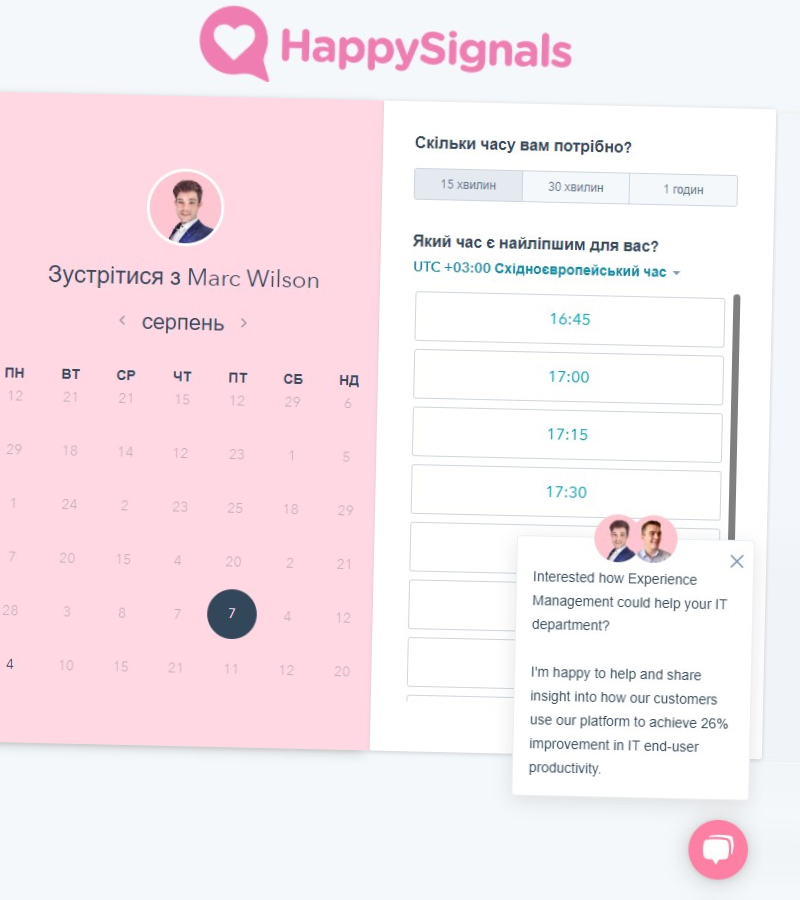 HappySignals
Зустрітися з Marc Wilson
серпень
ПН ВТ СР ЧТ ПТ СБ НД
12 21 21 15 12 29 6
29 18 14 12 23 1 5
1 24 2 23 25 18 29
7 20 15 4 20 2 21
28 3 8 7 7 4 12
4 10 15 21 11 12 20
Скільки часу вам потрібно?
15 хвилин 30 хвилин 1 годин
Який час є найліпшим для вас?
UTC +03:00 Східноєвропейський час
16:45
17:00
17:15
17:30
Interested how Experience
Management could help your IT
department?
I'm happy to help and share
insight into how our customers
use our platform to achieve 26%
improvement in IT end-user
productivity.